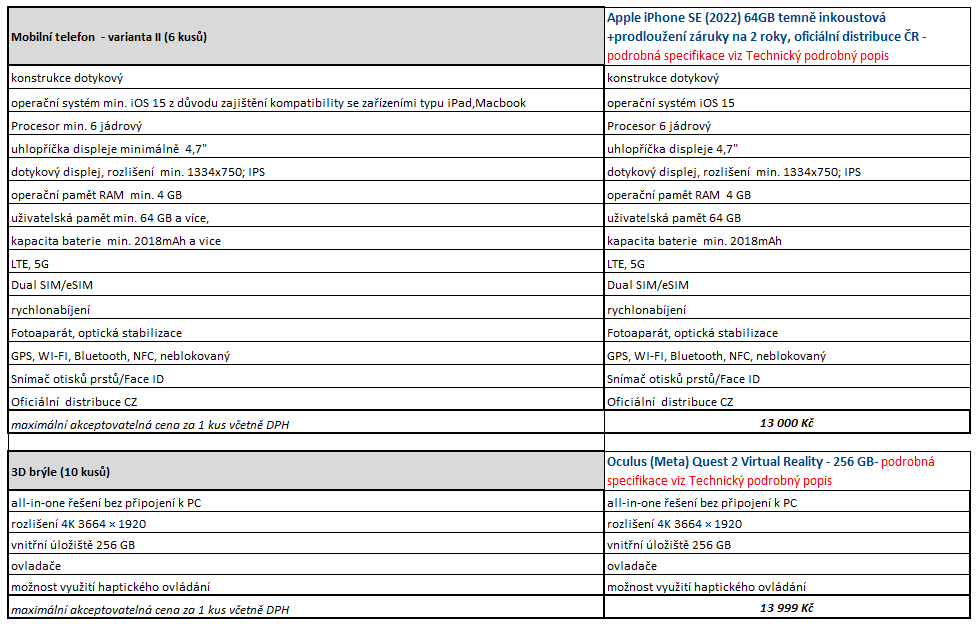 Mobilní telefon - varianta II (6 kusů)
Apple iPhone SE (2022) 64GB temně inkoustová
+prodloužení záruky na 2 roky, oficiální distribuce ČR -
podrobná specifikace viz Technický podrobný popis
konstrukce dotykový
konstrukce dotykový
operační systém min. iOS 15 z důvodu zajištění kompatibility se zařízeními typu iPad,Macbook
operační systém iOS 15
Procesor min. 6 jádrový
Procesor 6 jádrový
uhlopříčka displeje minimálně 4,7"
uhlopříčka displeje 4,7"
dotykový displej, rozlišení min. 1334x750; IPS
dotykový displej, rozlišení min. 1334x750; IPS
operační pamět RAM min. 4 GB
operační pamět RAM 4 GB
uživatelská pamět min. 64 GB a více,
uživatelská pamět 64 GB
kapacita baterie min. 2018mAh a vice
kapacita baterie min. 2018mAh
LTE, 5G
LTE, 5G
Dual SIM/eSIM
Dual SIM/eSIM
rychlonabíjení
rychlonabíjení
Fotoaparát, optická stabilizace
Fotoaparát, optická stabilizace
GPS, WI-FI, Bluetooth, NFC, neblokovaný
GPS, WI-FI, Bluetooth, NFC, neblokovaný
Snímač otisků prstů/Face ID
Snímač otisků prstů/Face ID
Oficiální distribuce CZ
Oficiální distribuce CZ
maximální akceptovatelná cena za 1 kus včetně DPH
13 000 Kč
3D brýle (10 kusů)
Oculus (Meta) Quest 2 Virtual Reality - 256 GB- podrobná
specifikace viz Technický podrobný popis
all-in-one řešení bez připojení k PC
all-in-one řešení bez připojení k PC
rozlišení 4K 3664 × 1920
rozlišení 4K 3664 × 1920
vnitřní úložiště 256 GB
vnitřní úložiště 256 GB
ovladače
ovladače
možnost využití haptického ovládání
možnost využití haptického ovládání
maximální akceptovatelná cena za 1 kus včetně DPH
13 999 Kč